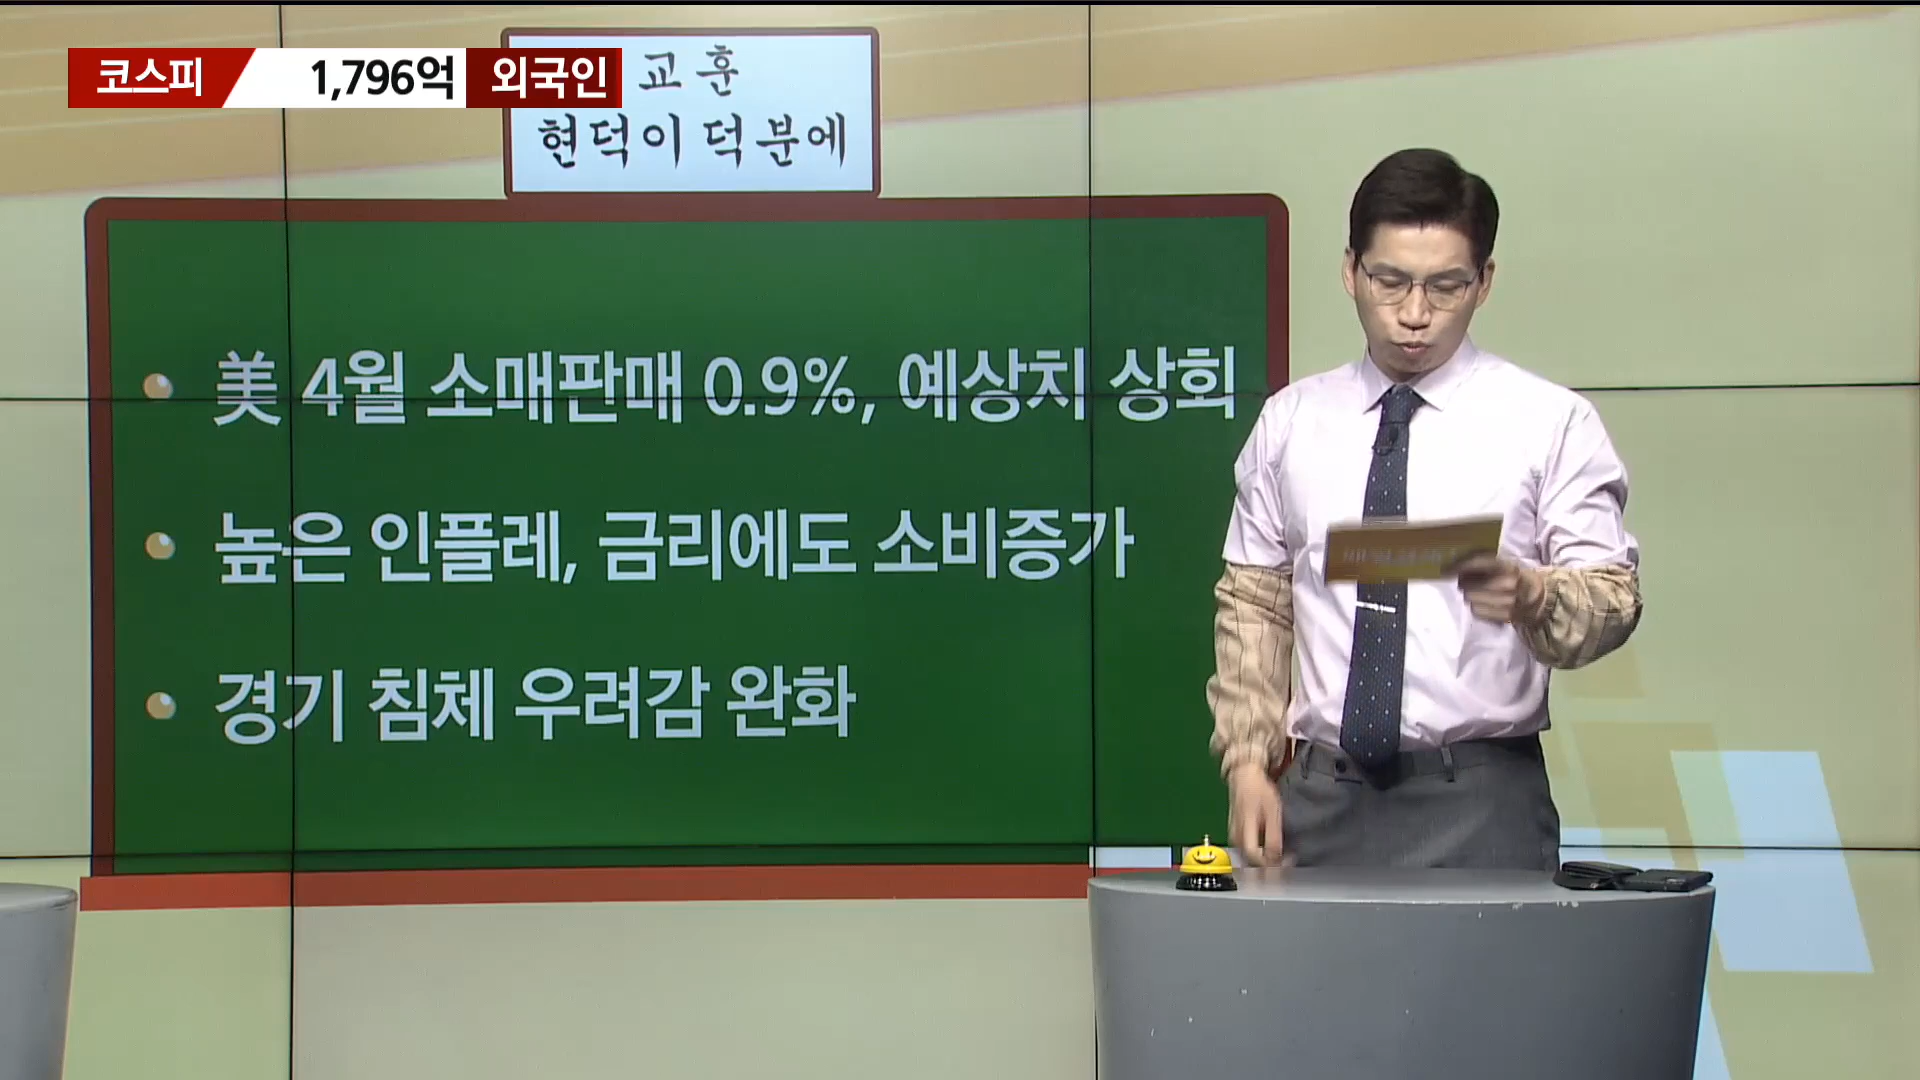 코스피 1,796억 외국인
교훈
현덕이 덕분에
美 4월 소매판매 0.9%, 예상치 상회
높은 인플레, 금리에도 소비증가
경기 침체 우려감 완화